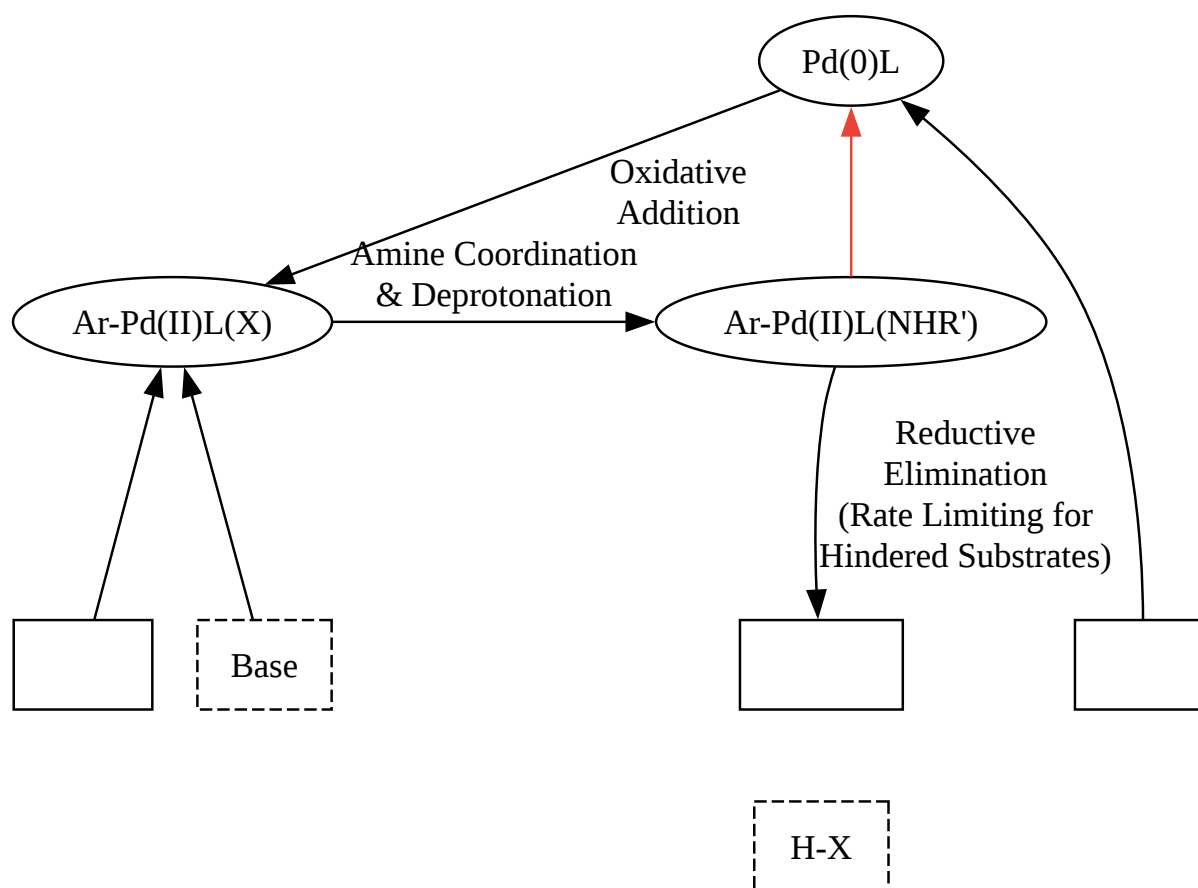 Pd(0)L
Oxidative
Addition
Amine Coordination
& Deprotonation
Ar-Pd(II)L(X)
Ar-Pd(II)L(NHR')
Reductive
Elimination
(Rate Limiting for
Hindered Substrates)
Base
H-X